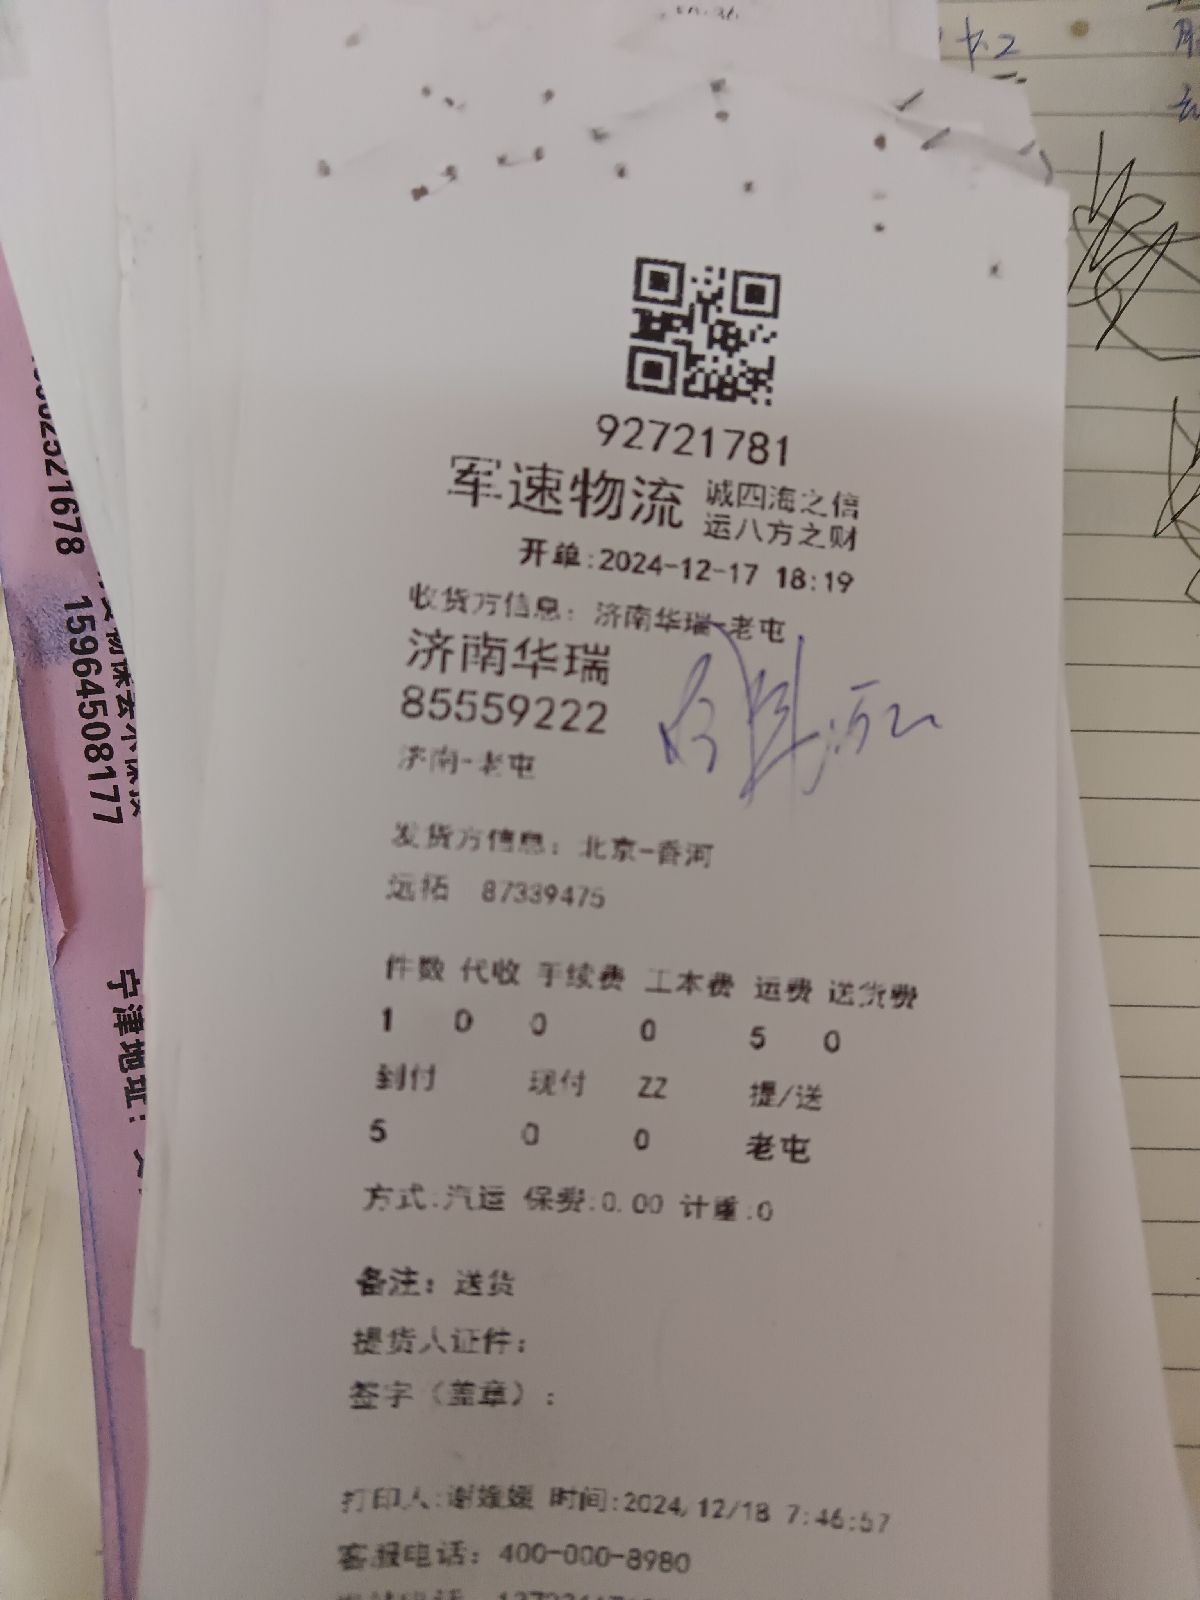 92721781
军速物流 诚四海之信
运八方之财
开单:2024-12-17 18:19
收货方信息: 济南华瑞-老屯
济南华瑞
85559222
济南-老屯
发货方信息: 北京-香河
远拓 87339475
件数 代收 手续费 工本费 运费 送货费
1 0 0 0 5 0
到付 现付 ZZ 提/送
5 0 0 老屯
方式:汽运 保费:0.00 计重:0
备注: 送货
提货人证件:
签字（盖章）:
打印人:谢媛媛 时间:2024/12/18 7:46:57
客服电话: 400-000-8980
15964508177
宁津地址: